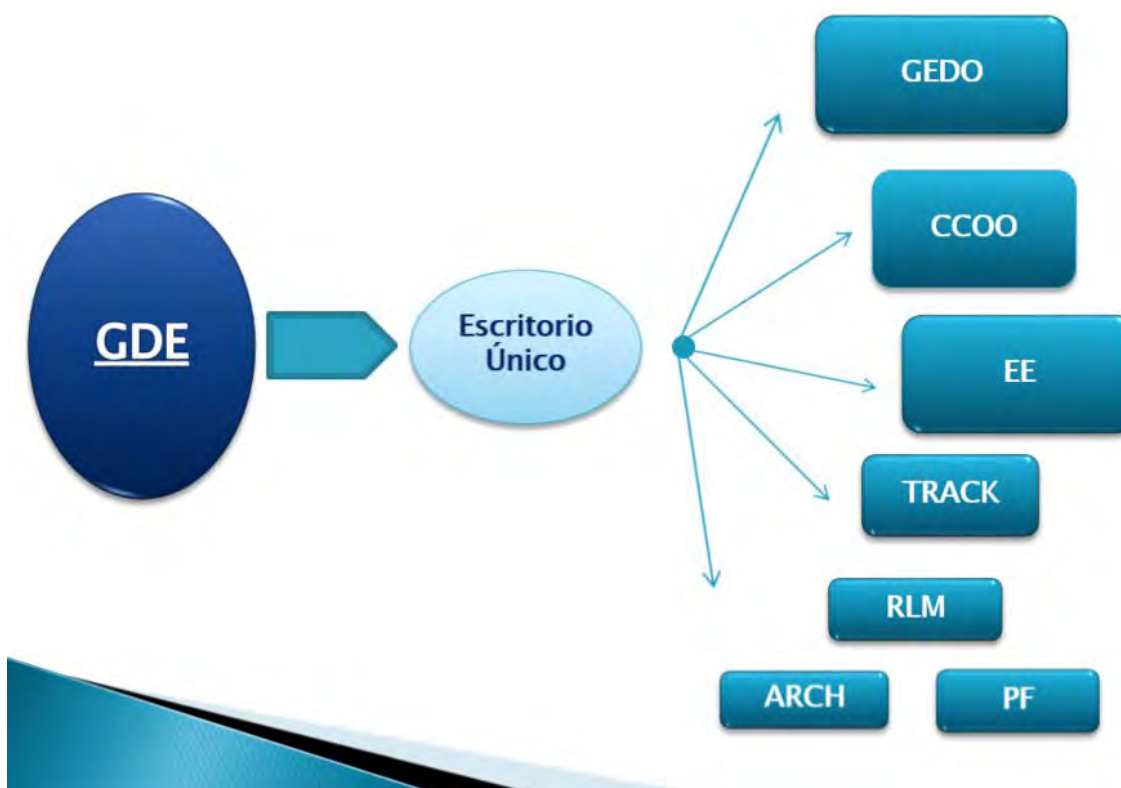 GDE
Escritorio
Único
GEDO
CCOO
EE
TRACK
RLM
ARCH
PF